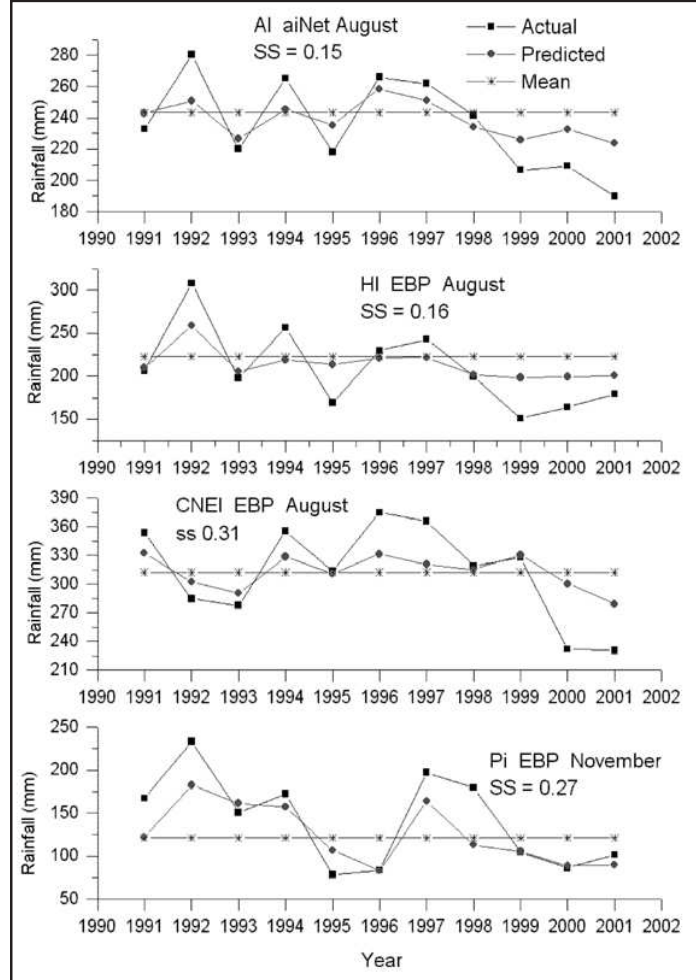 AI aiNet August
SS = 0.15
Actual
Predicted
Mean
Rainfall (mm)
280
260
240
220
200
180
1990 1991 1992 1993 1994 1995 1996 1997 1998 1999 2000 2001 2002
HI EBP August
SS = 0.16
Rainfall (mm)
300
250
200
150
1990 1991 1992 1993 1994 1995 1996 1997 1998 1999 2000 2001 2002
CNEI EBP August
ss 0.31
Rainfall (mm)
390
360
330
300
270
240
210
1990 1991 1992 1993 1994 1995 1996 1997 1998 1999 2000 2001 2002
Pi EBP November
SS = 0.27
Rainfall (mm)
250
200
150
100
50
1990 1991 1992 1993 1994 1995 1996 1997 1998 1999 2000 2001 2002
Year